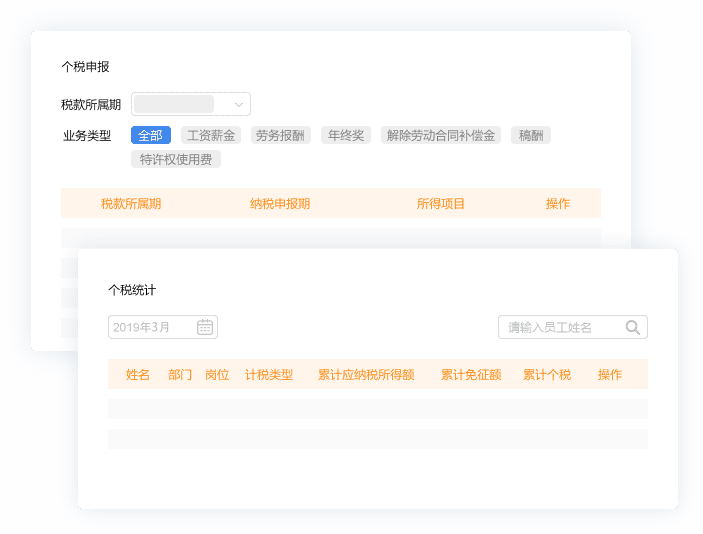 个税申报
税款所属期
业务类型 全部 工资薪金 劳务报酬 年终奖 解除劳动合同补偿金 稿酬
特许权使用费
税款所属期 纳税申报期 所得项目 操作
个税统计
2019年3月 请输入员工姓名
姓名 部门 岗位 计税类型 累计应纳税所得额 累计免征额 累计个税 操作